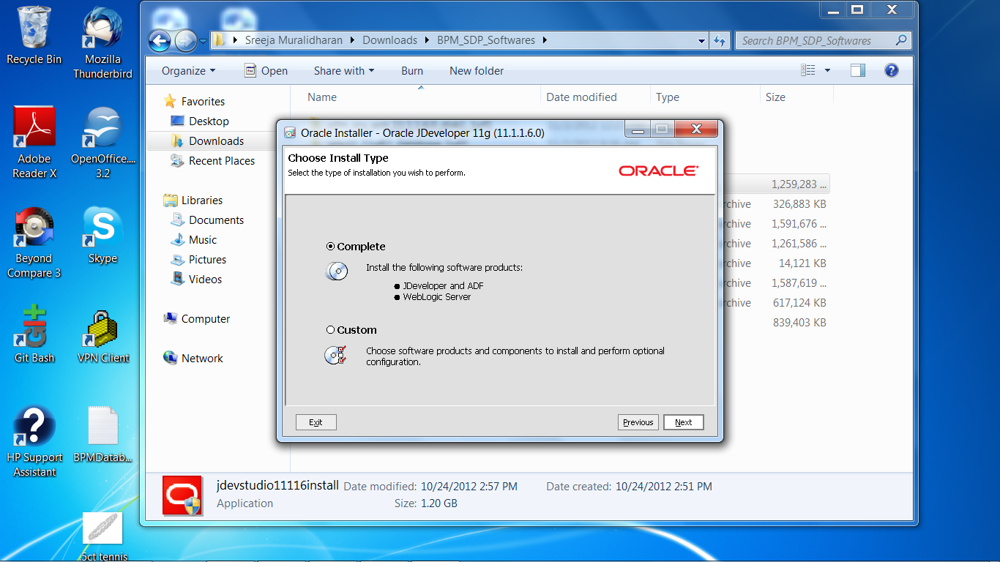 Recycle Bin
Mozilla
Thunderbird
Adobe
Reader X
OpenOffice....
3.2
Beyond
Compare 3
Skype
Git Bash
VPN Client
HP Support
Assistant
BPMDatab...
.5ct tennis
Sreeja Muralidharan
Downloads
BPM_SDP_Softwares
Search BPM_SDP_Softwares
Organize
Open
Share with
Burn
New folder
Name
Date modified
Type
Size
Favorites
Desktop
Downloads
Recent Places
Libraries
Documents
Music
Pictures
Videos
Computer
Network
1,259,283 ...
rchive 326,883 KB
rchive 1,591,676 ...
rchive 1,261,586 ...
rchive 14,121 KB
rchive 1,587,619 ...
rchive 617,124 KB
839,403 KB
Oracle Installer - Oracle JDeveloper 11g (11.1.1.6.0)
Choose Install Type
Select the type of installation you wish to perform.
ORACLE
Complete
Install the following software products:
JDeveloper and ADF
WebLogic Server
Custom
Choose software products and components to install and perform optional
configuration.
Exit
Previous
Next
jdevstudio11116install Date modified: 10/24/2012 2:57 PM Date created: 10/24/2012 2:51 PM
Application Size: 1.20 GB